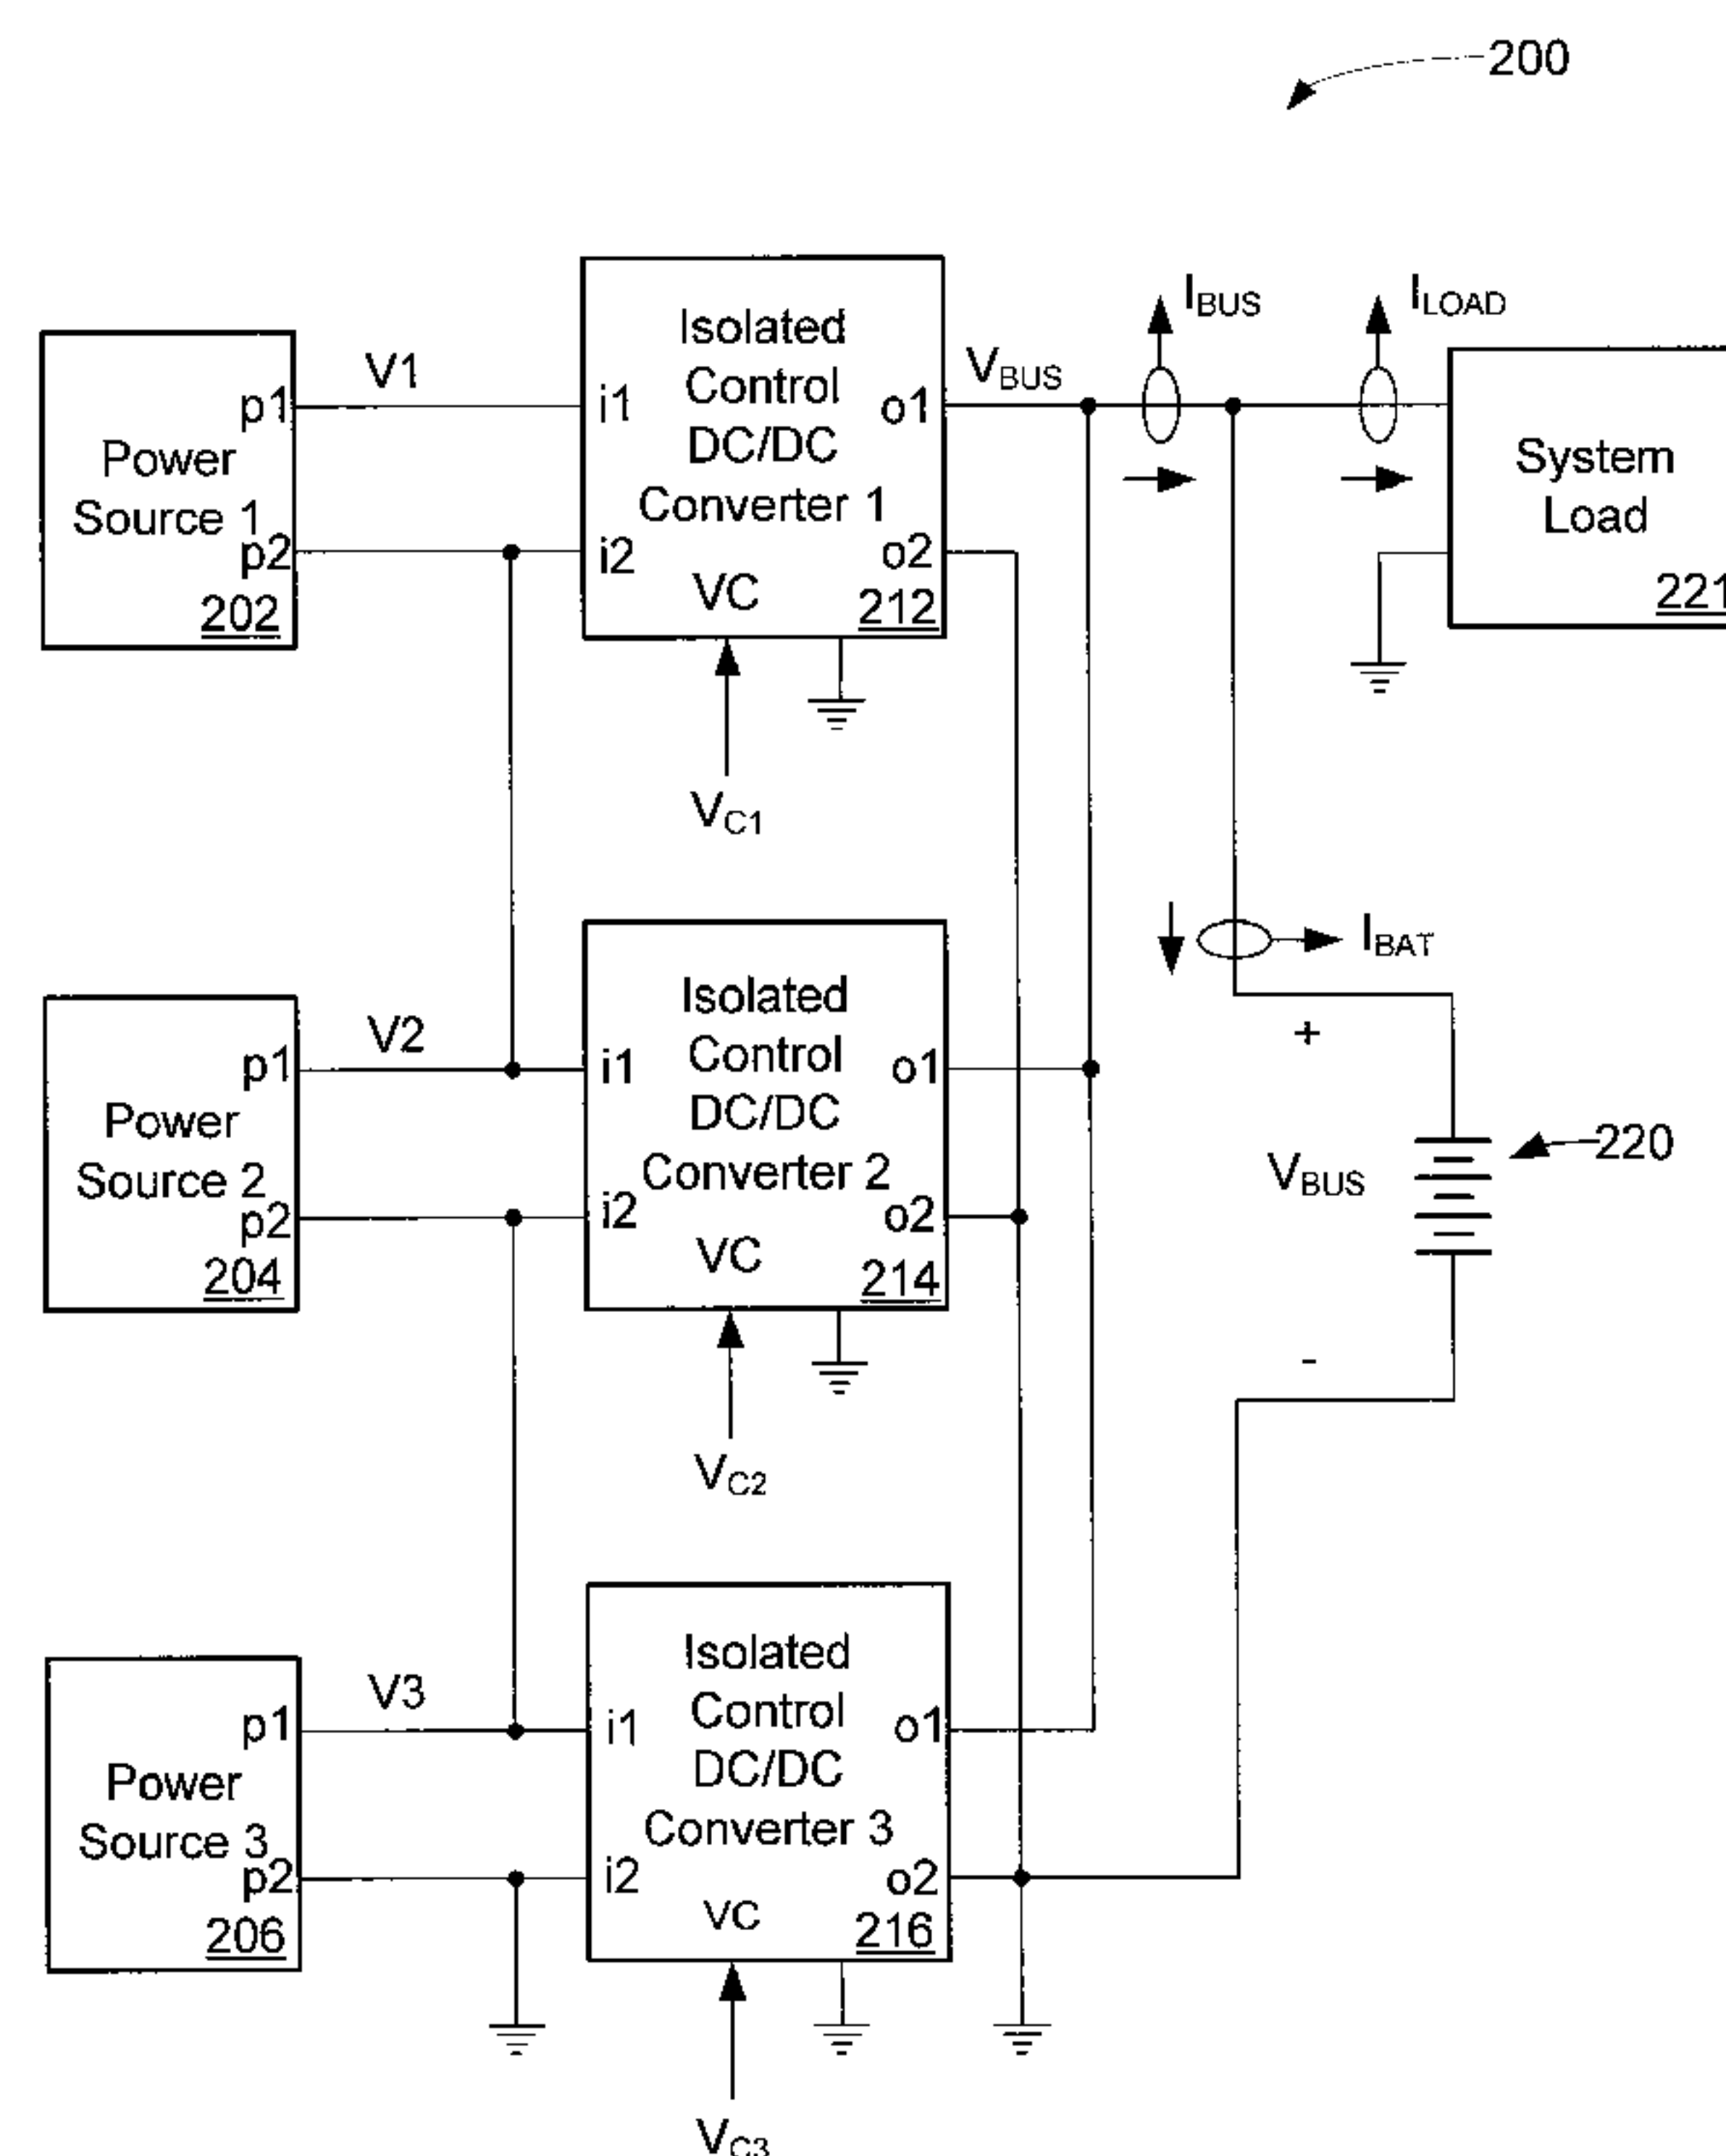 200
Power
Source 1
p1
p2
202
V1
Isolated
Control
DC/DC
Converter 1
i1
i2
o1
o2
VC
212
VC1
VBUS
IBUS
ILOAD
System
Load
221
Power
Source 2
p1
p2
204
V2
Isolated
Control
DC/DC
Converter 2
i1
i2
o1
o2
VC
214
VC2
IBAT
+
VBUS
-
220
Power
Source 3
p1
p2
206
V3
Isolated
Control
DC/DC
Converter 3
i1
i2
o1
o2
VC
216
VC3